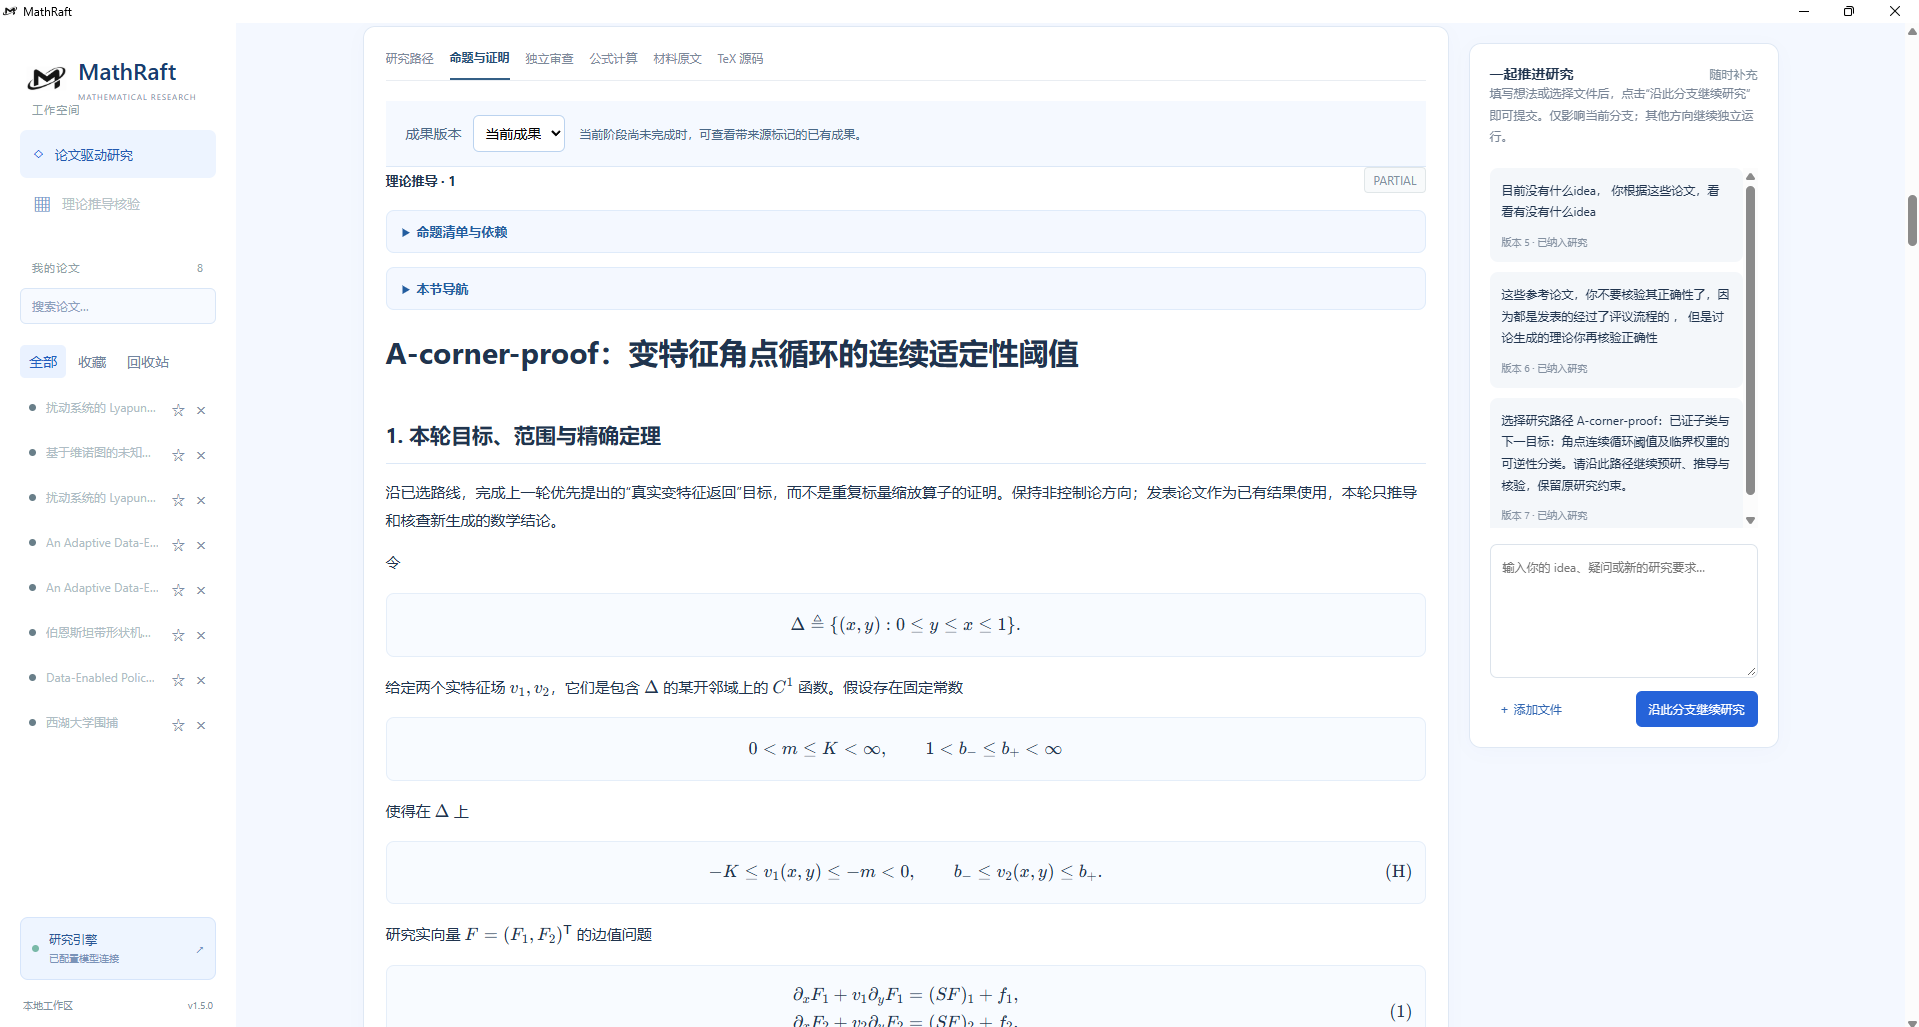 MathRaft
MathRaft
MATHEMATICAL RESEARCH
工作空间
论文驱动研究
理论推导核验
我的论文 8
搜索论文...
全部 收藏 回收站
扰动系统的 Lyapun... ☆ ×
基于维诺图的未知... ☆ ×
扰动系统的 Lyapun... ☆ ×
An Adaptive Data-E... ☆ ×
An Adaptive Data-E... ☆ ×
伯恩斯坦带形状机... ☆ ×
Data-Enabled Polic... ☆ ×
西湖大学围捕 ☆ ×
研究引擎
已配置模型连接
本地工作区 v1.5.0
研究路径 命题与证明 独立审查 公式计算 材料原文 TeX 源码
成果版本 当前成果 当前阶段尚未完成时，可查看带来源标记的已有成果。
理论推导 · 1 PARTIAL
▶ 命题清单与依赖
▶ 本节导航
A-corner-proof：变特征角点循环的连续适定性阈值
1. 本轮目标、范围与精确定理
沿已选路线，完成上一轮优先提出的“真实变特征返回”目标，而不是重复标量缩放算子的证明。保持非控制论方向；发表论文作为已有结果使用，本轮只推导
和核查新生成的数学结论。
令
Δ ≜ {(x, y) : 0 ≤ y ≤ x ≤ 1}.
给定两个实特征场 v₁, v₂，它们是包含 Δ 的某开邻域上的 C¹ 函数。假设存在固定常数
0 < m ≤ K < ∞, 1 < b₋ ≤ b₊ < ∞
使得在 Δ 上
−K ≤ v₁(x, y) ≤ −m < 0, b₋ ≤ v₂(x, y) ≤ b₊. (H)
研究实向量 F = (F₁, F₂)ᵀ 的边值问题
∂ₓF₁ + v₁∂ᵧF₁ = (SF)₁ + f₁,
∂ₓF₂ + v₂∂ᵧF₂ = (SF)₂ + f₂, (1)
一起推进研究 随时补充
填写想法或选择文件后，点击“沿此分支继续研究”
即可提交。仅影响当前分支；其他方向继续独立运
行。
目前没有什么idea， 你根据这些论文，看
看有没有什么idea
版本 5 · 已纳入研究
这些参考论文，你不要核验其正确性了，因
为都是发表的经过了评议流程的 ，但是讨
论生成的理论你再核验正确性
版本 6 · 已纳入研究
选择研究路径 A-corner-proof：已证子类与
下一目标：角点连续循环阈值及临界权重的
可逆性分类。请沿此路径继续预研、推导与
核验，保留原研究约束。
版本 7 · 已纳入研究
输入你的 idea、疑问或新的研究要求...
+ 添加文件 沿此分支继续研究